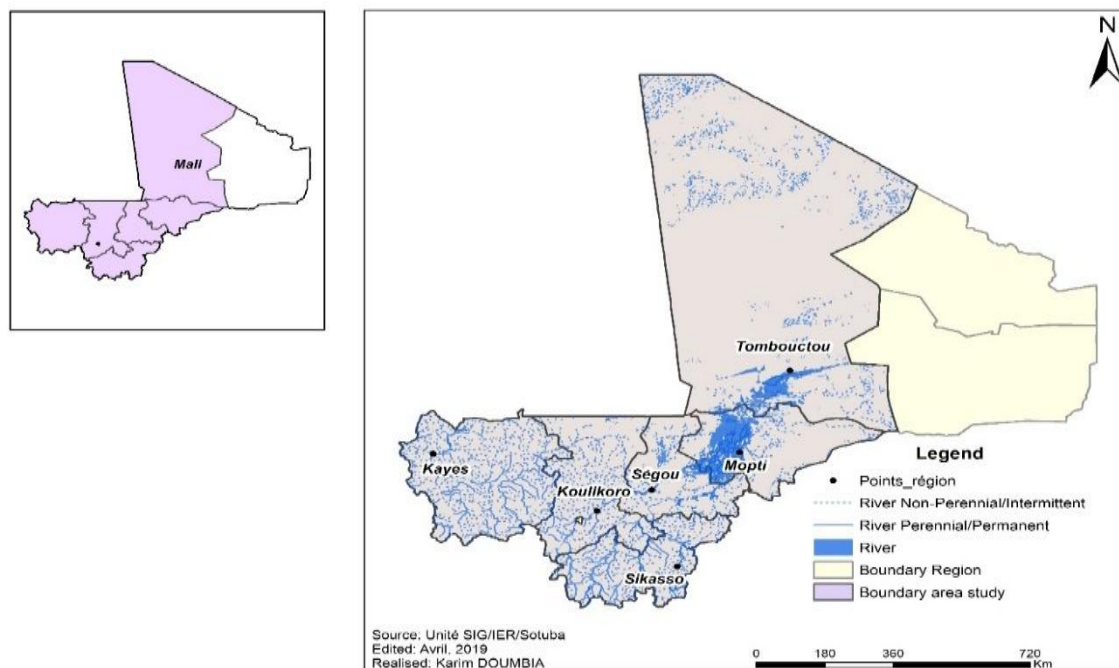 Mali
N
Tombouctou
Kayes
Ségou
Mopti
Koulikoro
Sikasso
Legend
Points_région
River Non-Perennial/Intermittent
River Perennial/Permanent
River
Boundary Region
Boundary area study
Source: Unité SIG/IER/Sotuba
Edited: Avril, 2019
Realised: Karim DOUMBIA
0 180 360 720
Km